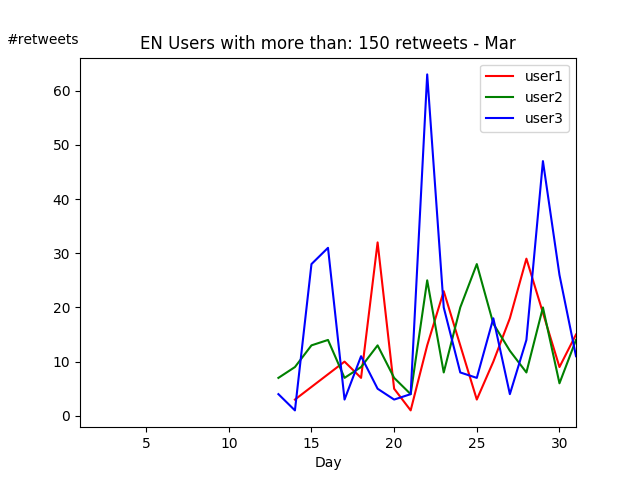 #retweets
EN Users with more than: 150 retweets - Mar
user1
user2
user3
60
50
40
30
20
10
0
5 10 15 20 25 30
Day